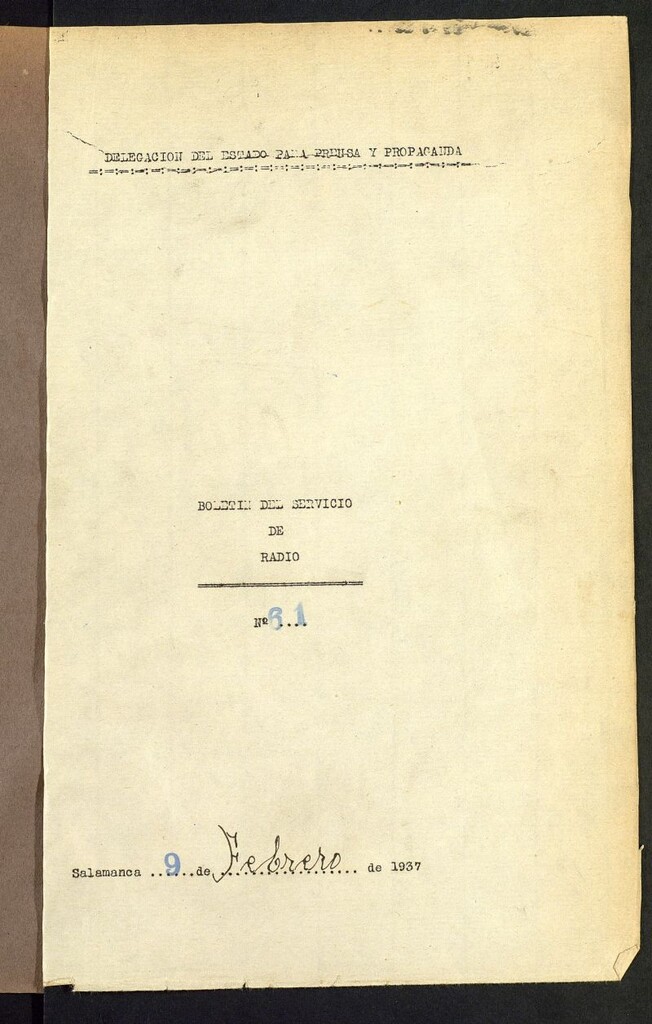 DELEGACION DEL ESTADO PARA PRENSA Y PROPAGANDA
BOLETIN DEL SERVICIO
DE
RADIO
Nº 61....
Salamanca ..9...de Febrero de 1937